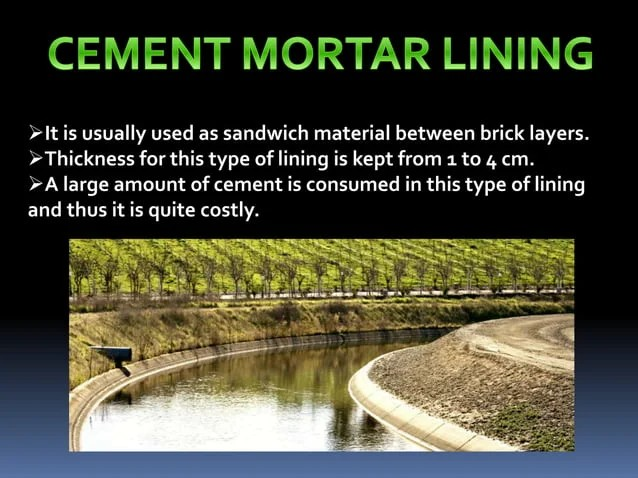 CEMENT MORTAR LINING
➢It is usually used as sandwich material between brick layers.
➢Thickness for this type of lining is kept from 1 to 4 cm.
➢A large amount of cement is consumed in this type of lining
and thus it is quite costly.